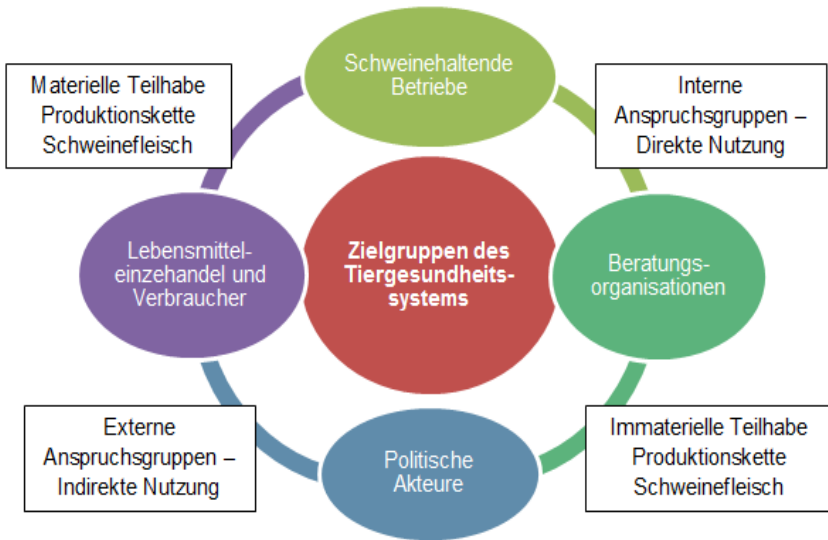 Schweinehaltende
Betriebe
Materielle Teilhabe
Produktionskette
Schweinefleisch
Interne
Anspruchsgruppen –
Direkte Nutzung
Lebensmittel-
einzehandel und
Verbraucher
Zielgruppen des
Tiergesundheits-
systems
Beratungs-
organisationen
Externe
Anspruchsgruppen –
Indirekte Nutzung
Politische
Akteure
Immaterielle Teilhabe
Produktionskette
Schweinefleisch